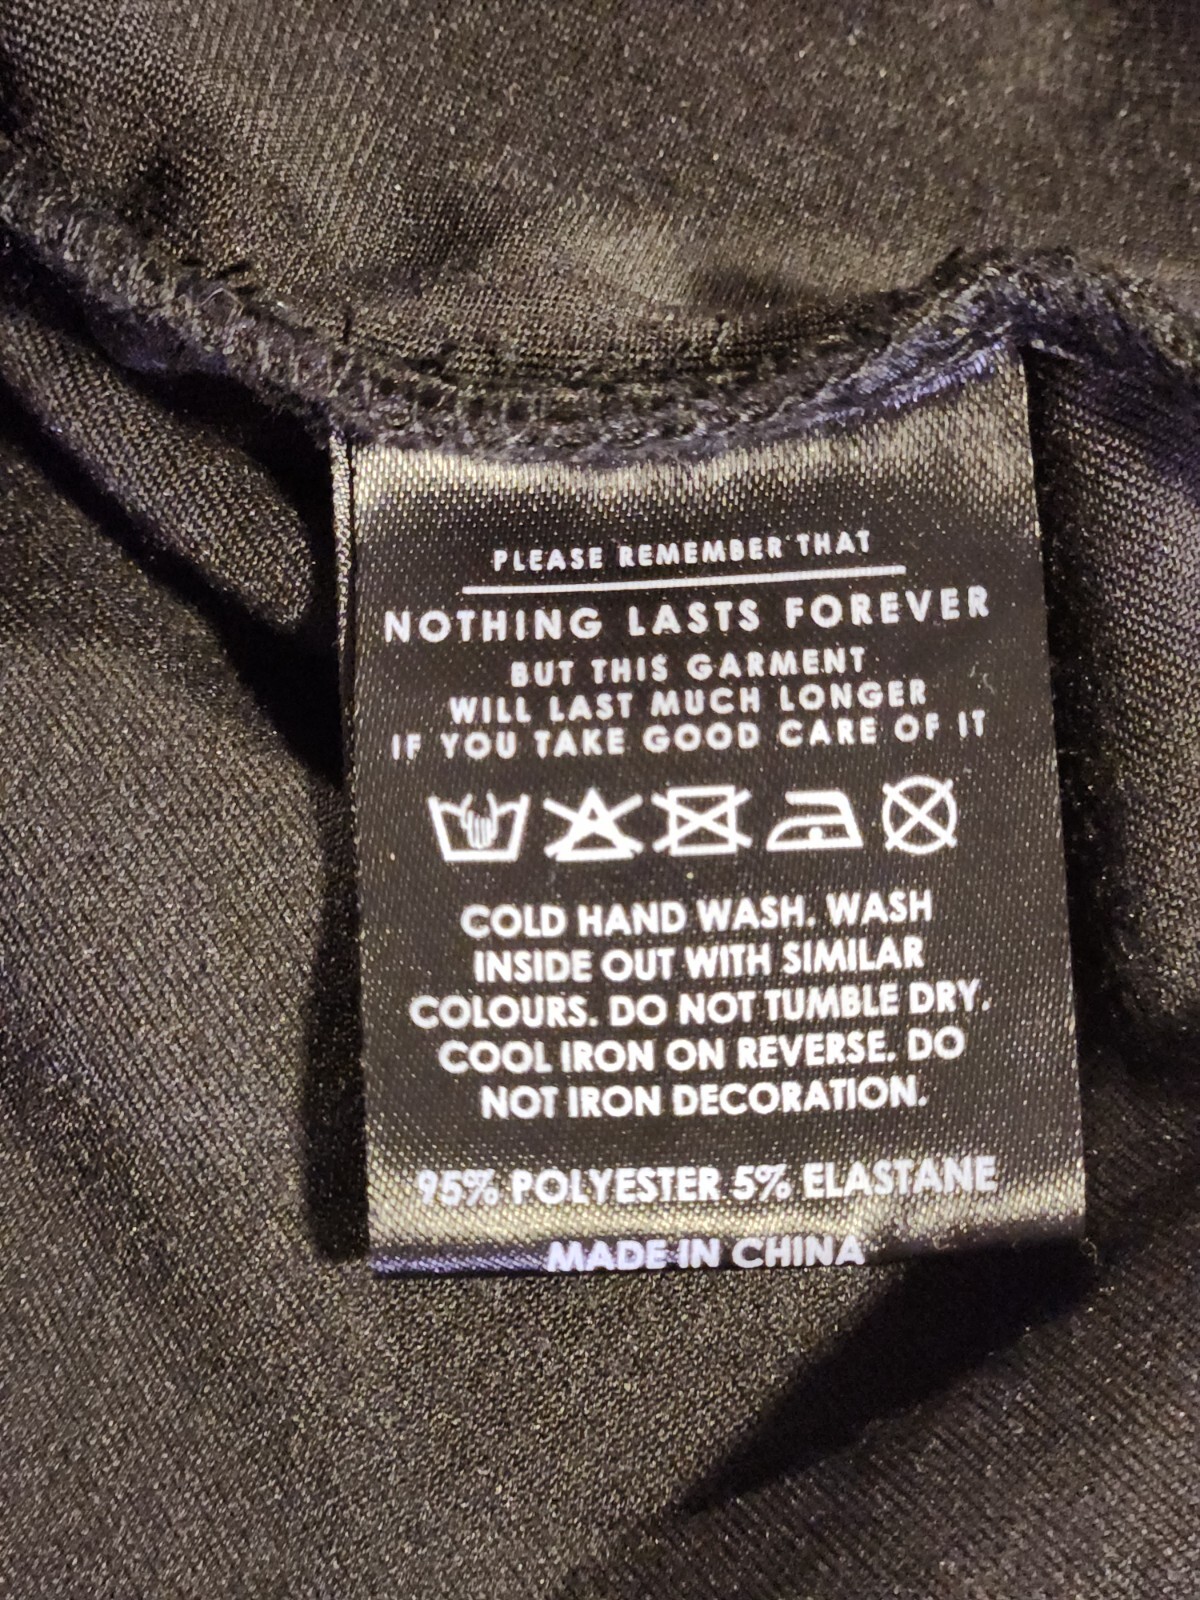 PLEASE REMEMBER THAT
NOTHING LASTS FOREVER
BUT THIS GARMENT
WILL LAST MUCH LONGER
IF YOU TAKE GOOD CARE OF IT
COLD HAND WASH. WASH
INSIDE OUT WITH SIMILAR
COLOURS. DO NOT TUMBLE DRY.
COOL IRON ON REVERSE. DO
NOT IRON DECORATION.
95% POLYESTER 5% ELASTANE
MADE IN CHINA